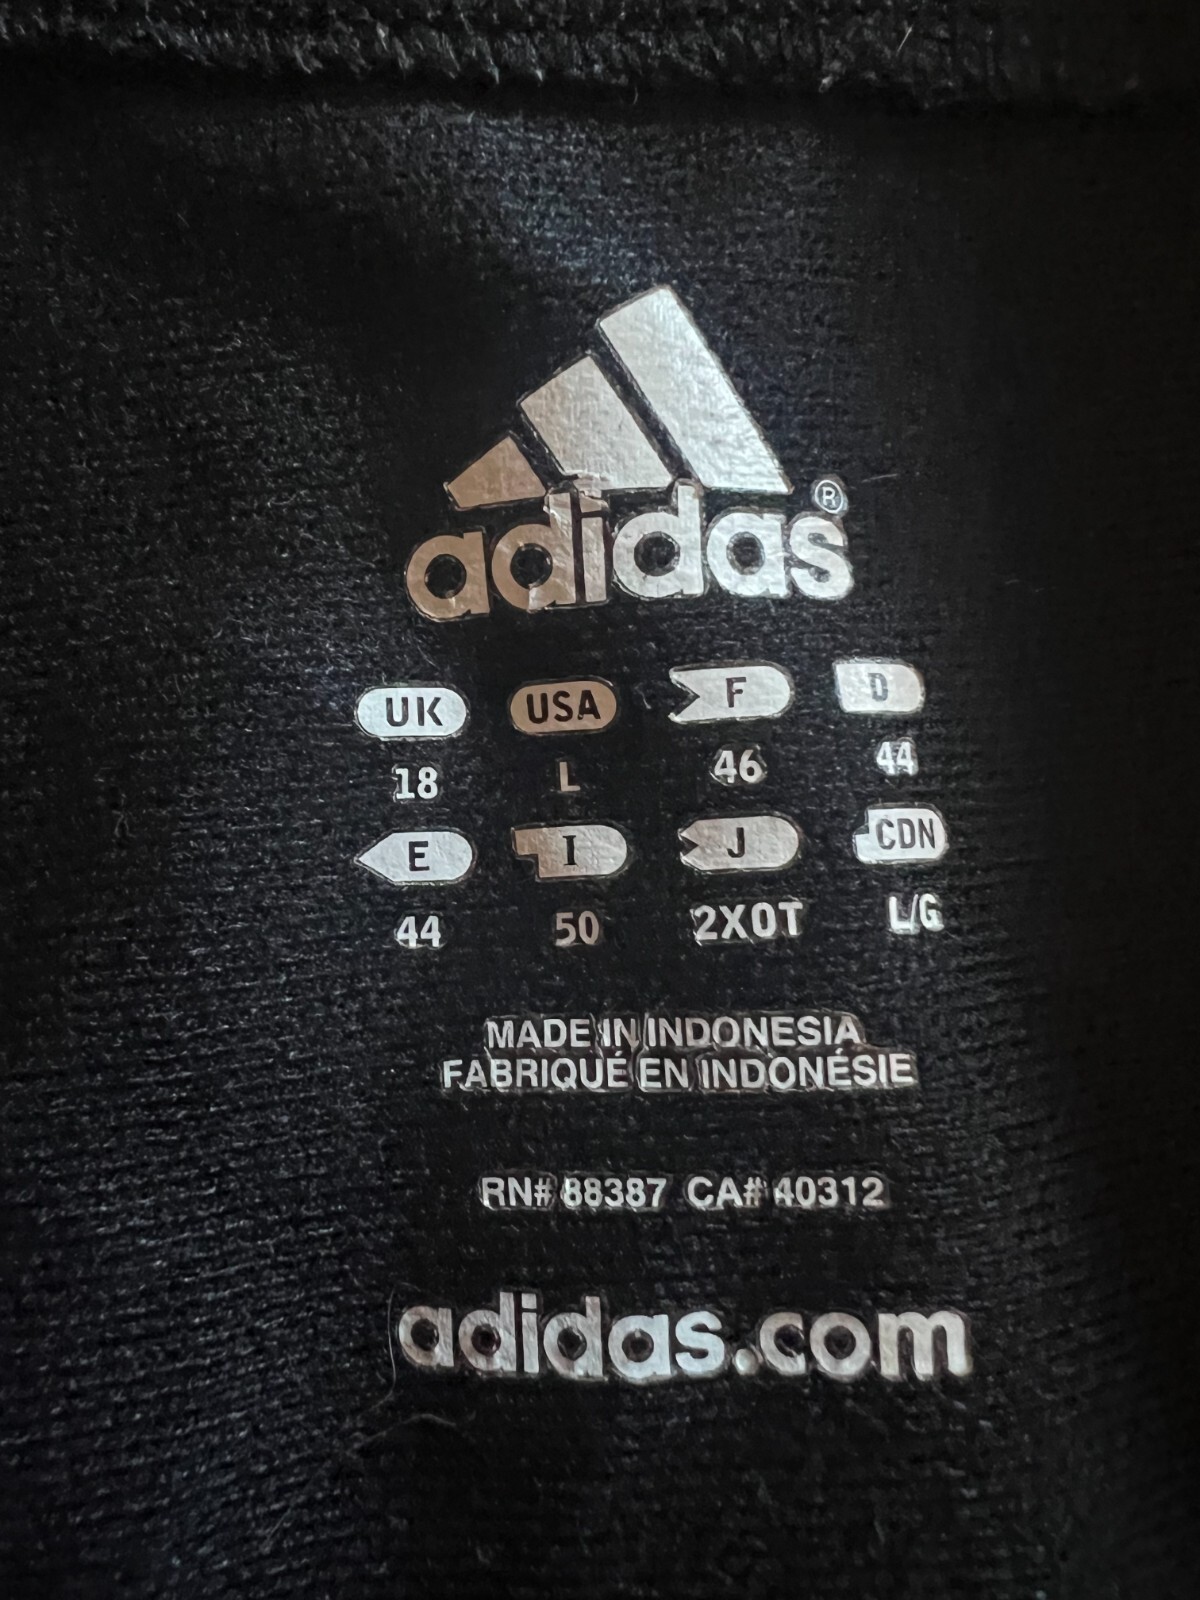 adidas®
UK USA F D
18 L 46 44
E I J CDN
44 50 2XOT L/G
MADE IN INDONESIA
FABRIQUÉ EN INDONÉSIE
RN# 88387 CA# 40312
adidas.com